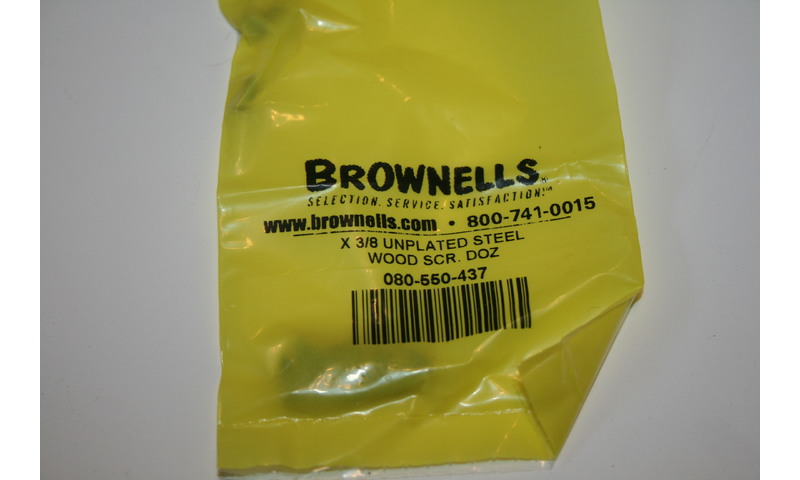 BROWNELLS
SELECTION. SERVICE. SATISFACTION.℠
www.brownells.com • 800-741-0015
X 3/8 UNPLATED STEEL
WOOD SCR. DOZ
080-550-437